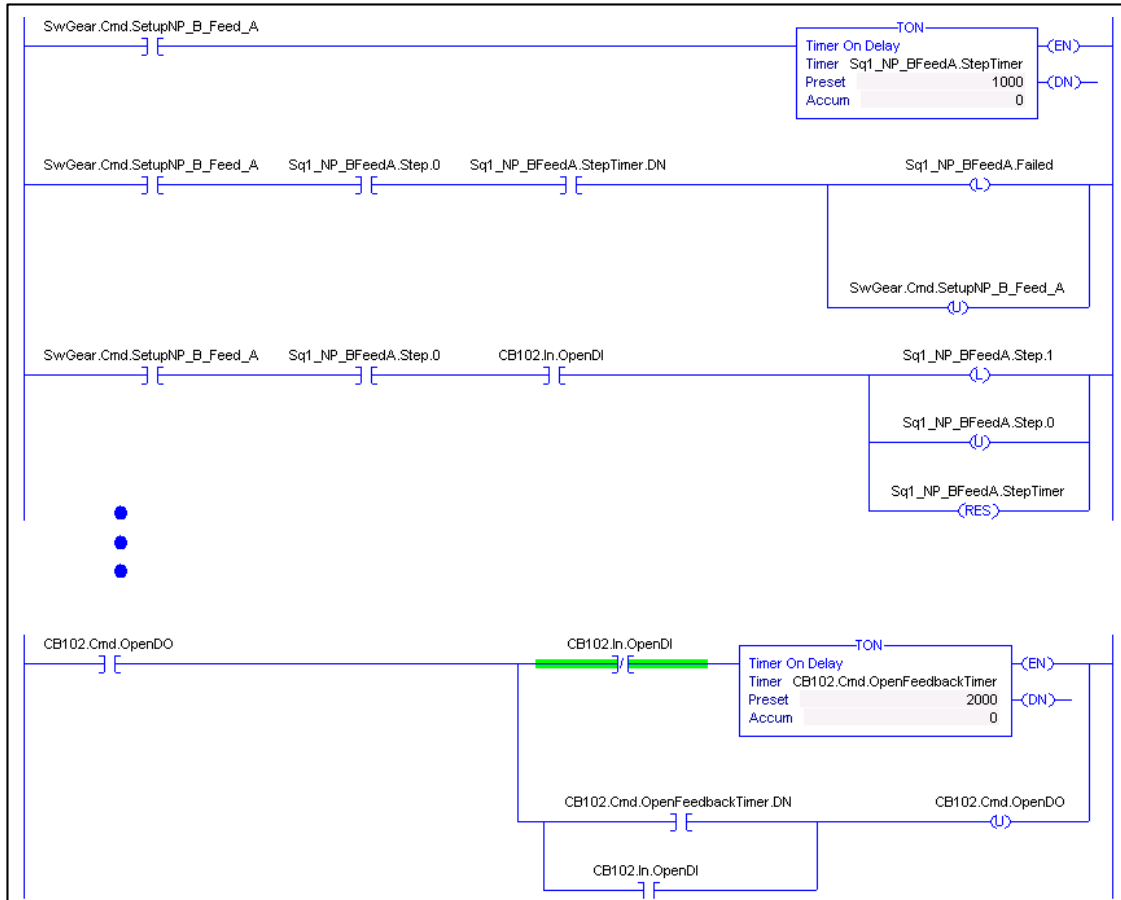 SwGear.Cmd.SetupNP_B_Feed_A
TON
Timer On Delay
Timer Sq1_NP_BFeedA.StepTimer
Preset 1000
Accum 0
(EN)
(DN)
SwGear.Cmd.SetupNP_B_Feed_A Sq1_NP_BFeedA.Step.0 Sq1_NP_BFeedA.StepTimer.DN Sq1_NP_BFeedA.Failed
(L)
SwGear.Cmd.SetupNP_B_Feed_A
(U)
SwGear.Cmd.SetupNP_B_Feed_A Sq1_NP_BFeedA.Step.0 CB102.In.OpenDI Sq1_NP_BFeedA.Step.1
(L)
Sq1_NP_BFeedA.Step.0
(U)
Sq1_NP_BFeedA.StepTimer
(RES)
CB102.Cmd.OpenDO CB102.In.OpenDI
TON
Timer On Delay
Timer CB102.Cmd.OpenFeedbackTimer
Preset 2000
Accum 0
(EN)
(DN)
CB102.Cmd.OpenFeedbackTimer.DN CB102.Cmd.OpenDO
(U)
CB102.In.OpenDI